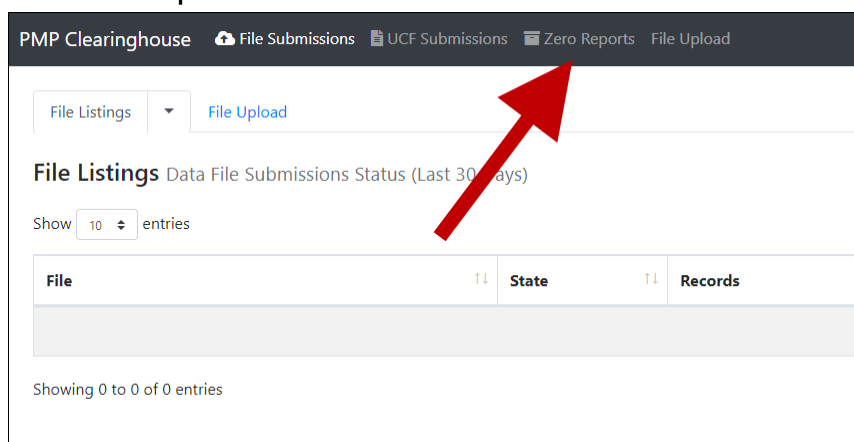 PMP Clearinghouse File Submissions UCF Submissions Zero Reports File Upload
File Listings File Upload
File Listings Data File Submissions Status (Last 30 Days)
Show 10 entries
File State Records
Showing 0 to 0 of 0 entries